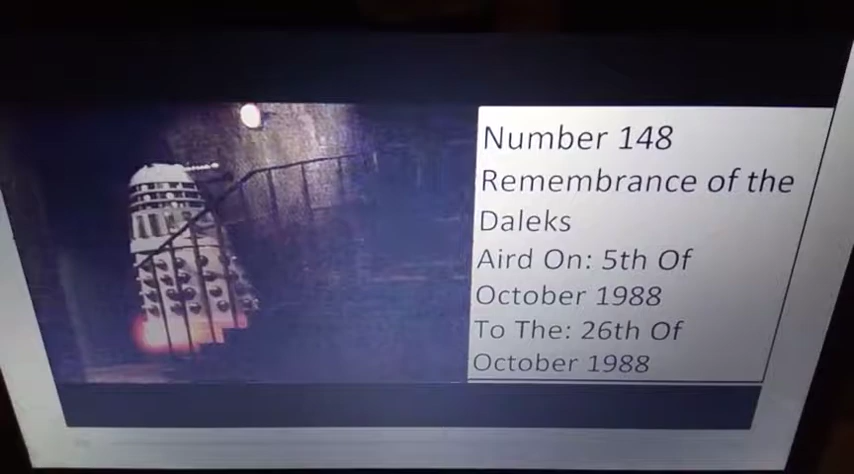 Number 148
Remembrance of the
Daleks
Aird On: 5th Of
October 1988
To The: 26th Of
October 1988